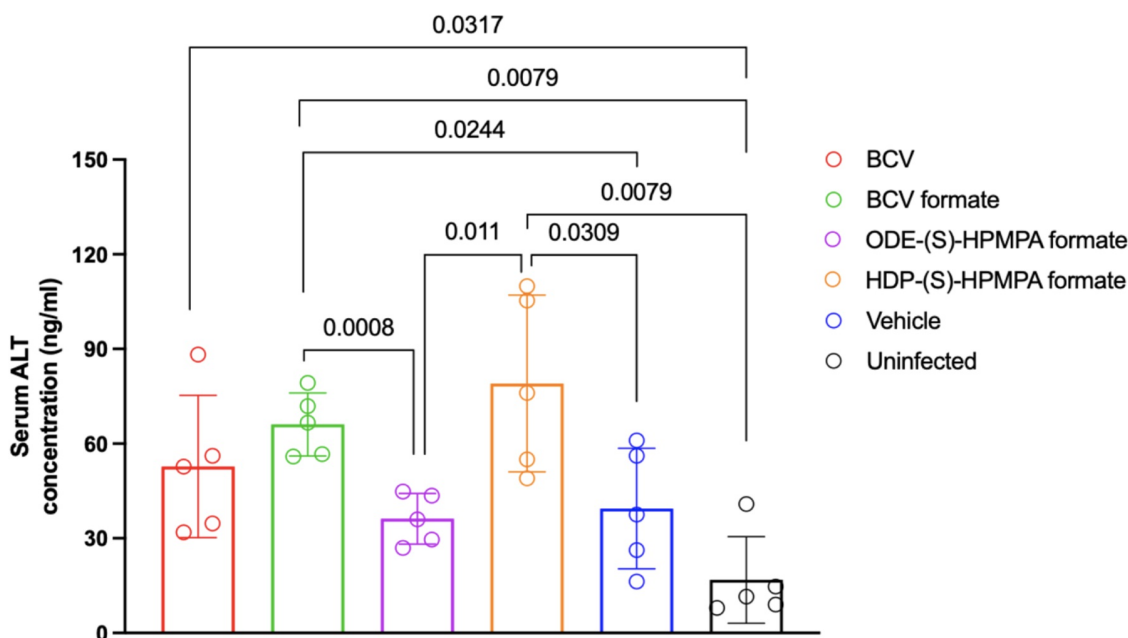 0.0317
0.0079
0.0244
0.0079
0.011
0.0309
0.0008
150
120
90
60
30
0
Serum ALT
concentration (ng/ml)
BCV
BCV formate
ODE-(S)-HPMPA formate
HDP-(S)-HPMPA formate
Vehicle
Uninfected